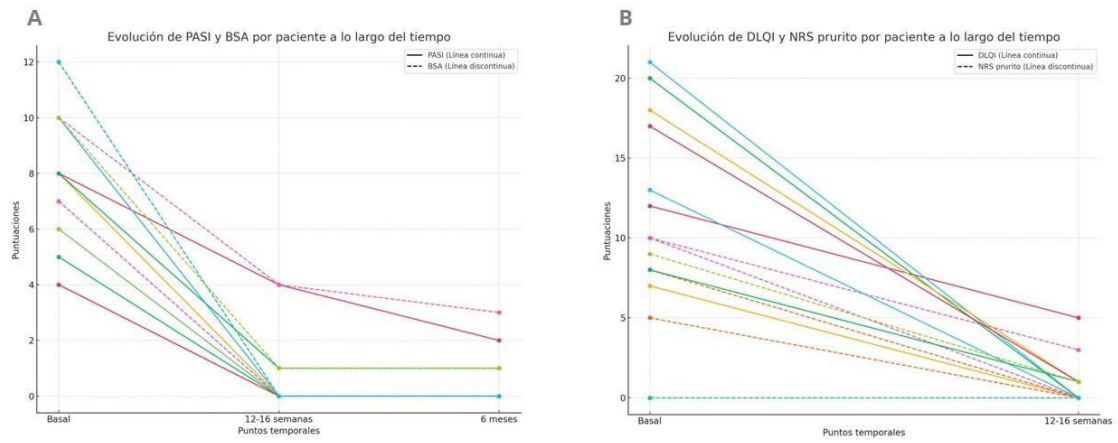 A
Evolución de PASI y BSA por paciente a lo largo del tiempo
PASI (Línea continua)
BSA (Línea discontinua)
Puntuaciones
12
10
8
6
4
2
0
Basal
12-16 semanas
6 meses
Puntos temporales
B
Evolución de DLQI y NRS prurito por paciente a lo largo del tiempo
DLQI (Línea continua)
NRS prurito (Línea discontinua)
Puntuaciones
20
15
10
5
0
Basal
12-16 semanas
Puntos temporales